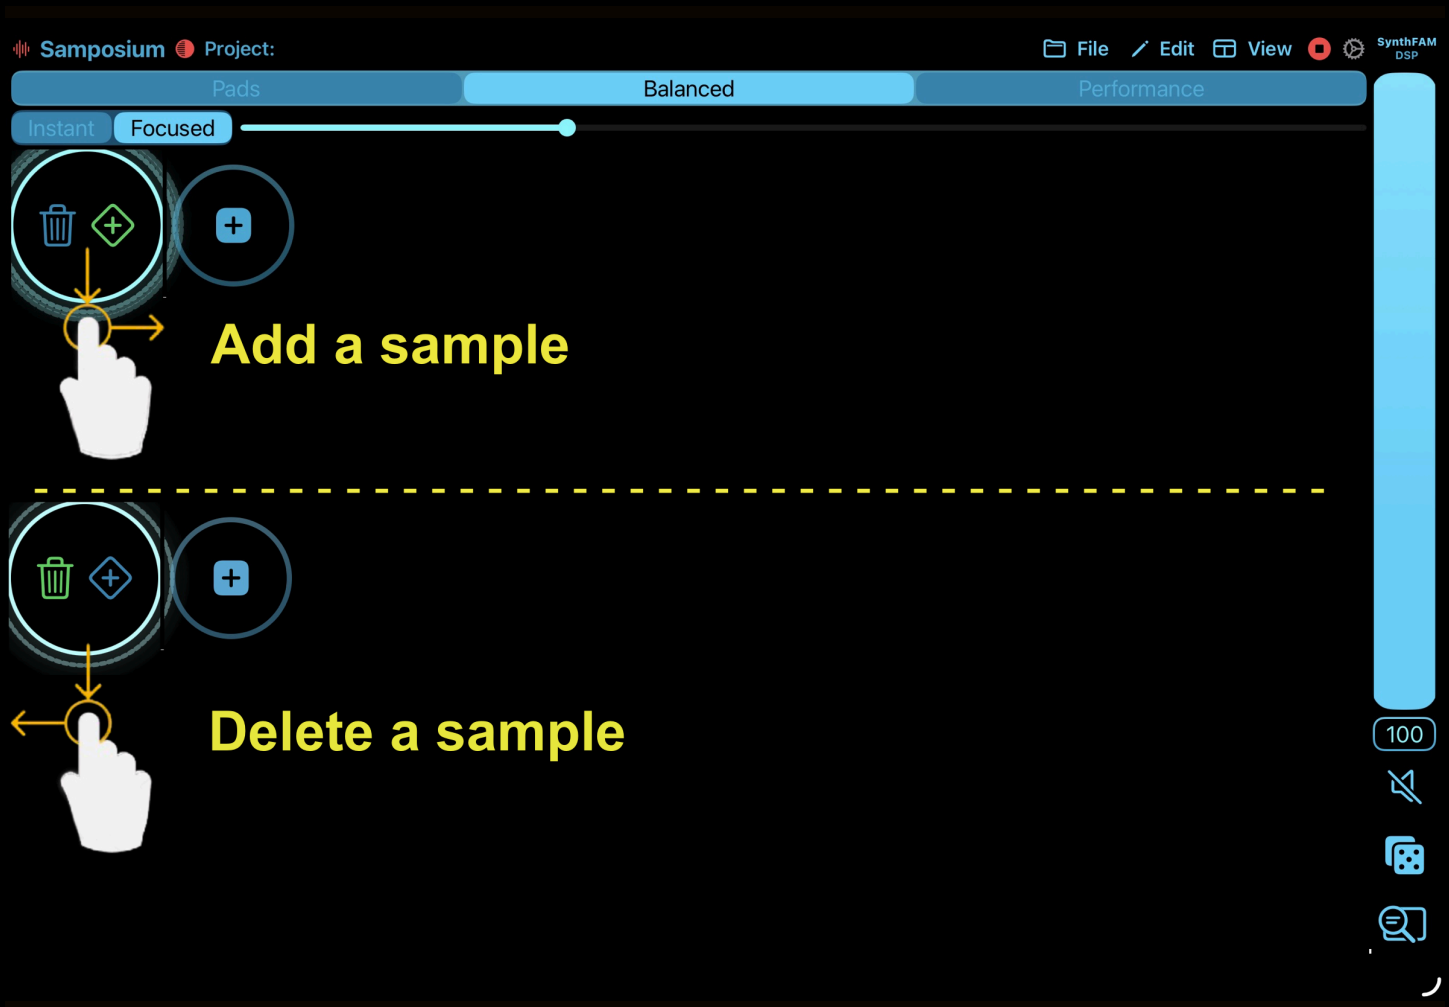 Samposium Project: File Edit View SynthFAM
DSP
Pads Balanced Performance
Instant Focused
Add a sample
Delete a sample
100